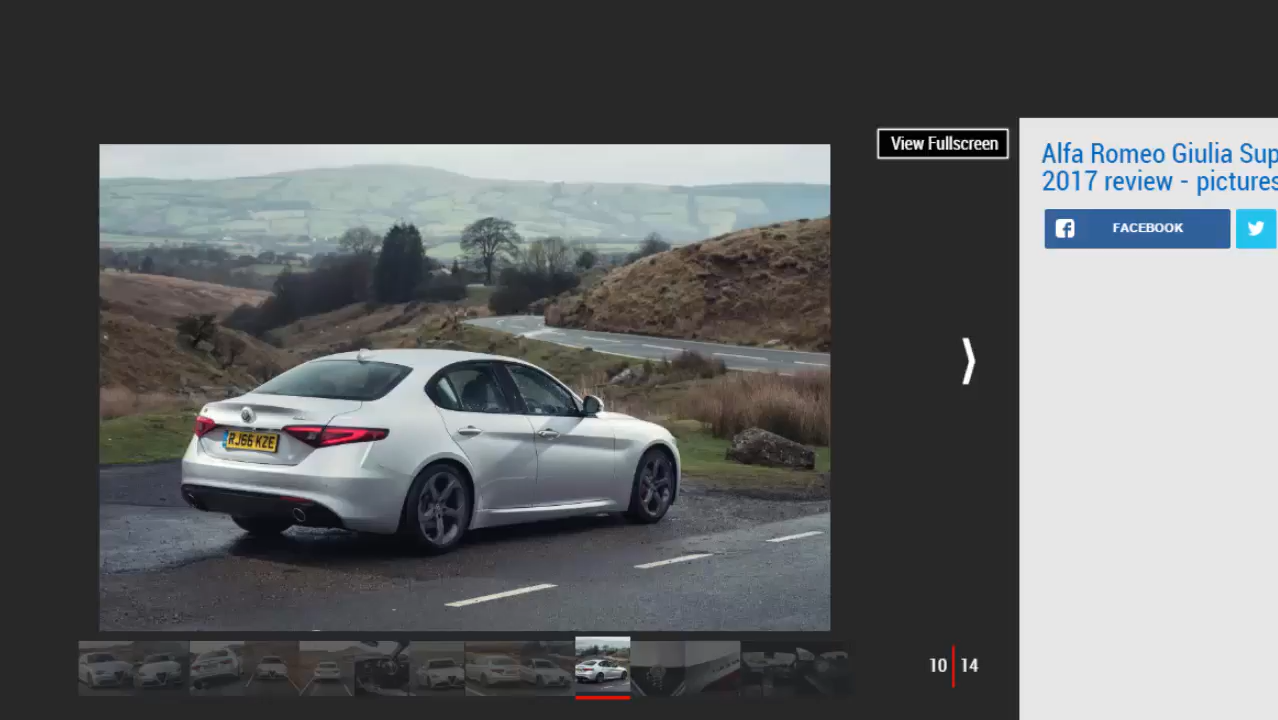 View Fullscreen
Alfa Romeo Giulia Sup
2017 review - pictures
FACEBOOK
RJ66 KZE
10 14